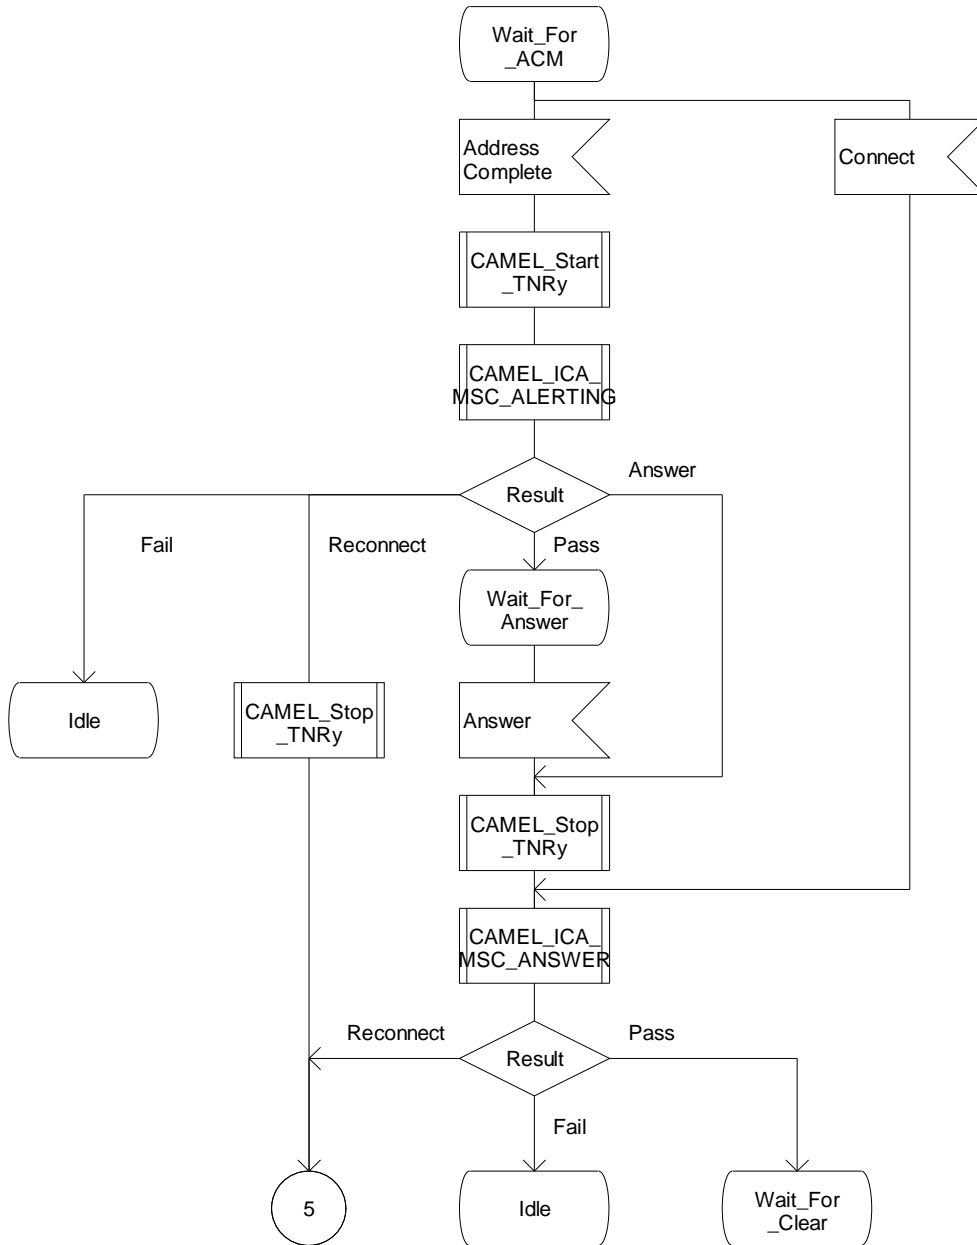 Wait_For
_ACM
Address
Complete
Connect
CAMEL_Start
_TNRy
CAMEL_ICA_
MSC_ALERTING
Answer
Result
Fail
Reconnect
Pass
Wait_For_
Answer
Idle
CAMEL_Stop
_TNRy
Answer
CAMEL_Stop
_TNRy
CAMEL_ICA_
MSC_ANSWER
Reconnect
Pass
Result
Fail
5
Idle
Wait_For
_Clear